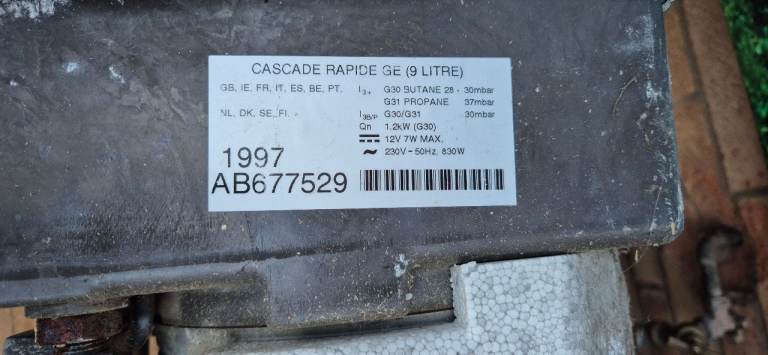 CASCADE RAPIDE GE (9 LITRE)
GB, IE, FR, IT, ES, BE, PT. I3+ G30 BUTANE 28 - 30mbar
G31 PROPANE 37mbar
NL, DK, SE, FI. I3B/P G30/G31 30mbar
Qn 1.2kW (G30)
12V 7W MAX.
~ 230V - 50Hz, 830W
1997
AB677529